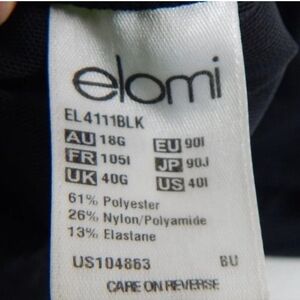 elomi
EL4111BLK
AU 18G EU 90I
FR 105I JP 90J
UK 40G US 40I
61% Polyester
26% Nylon/Polyamide
13% Elastane
US104863 BU
CARE ON REVERSE